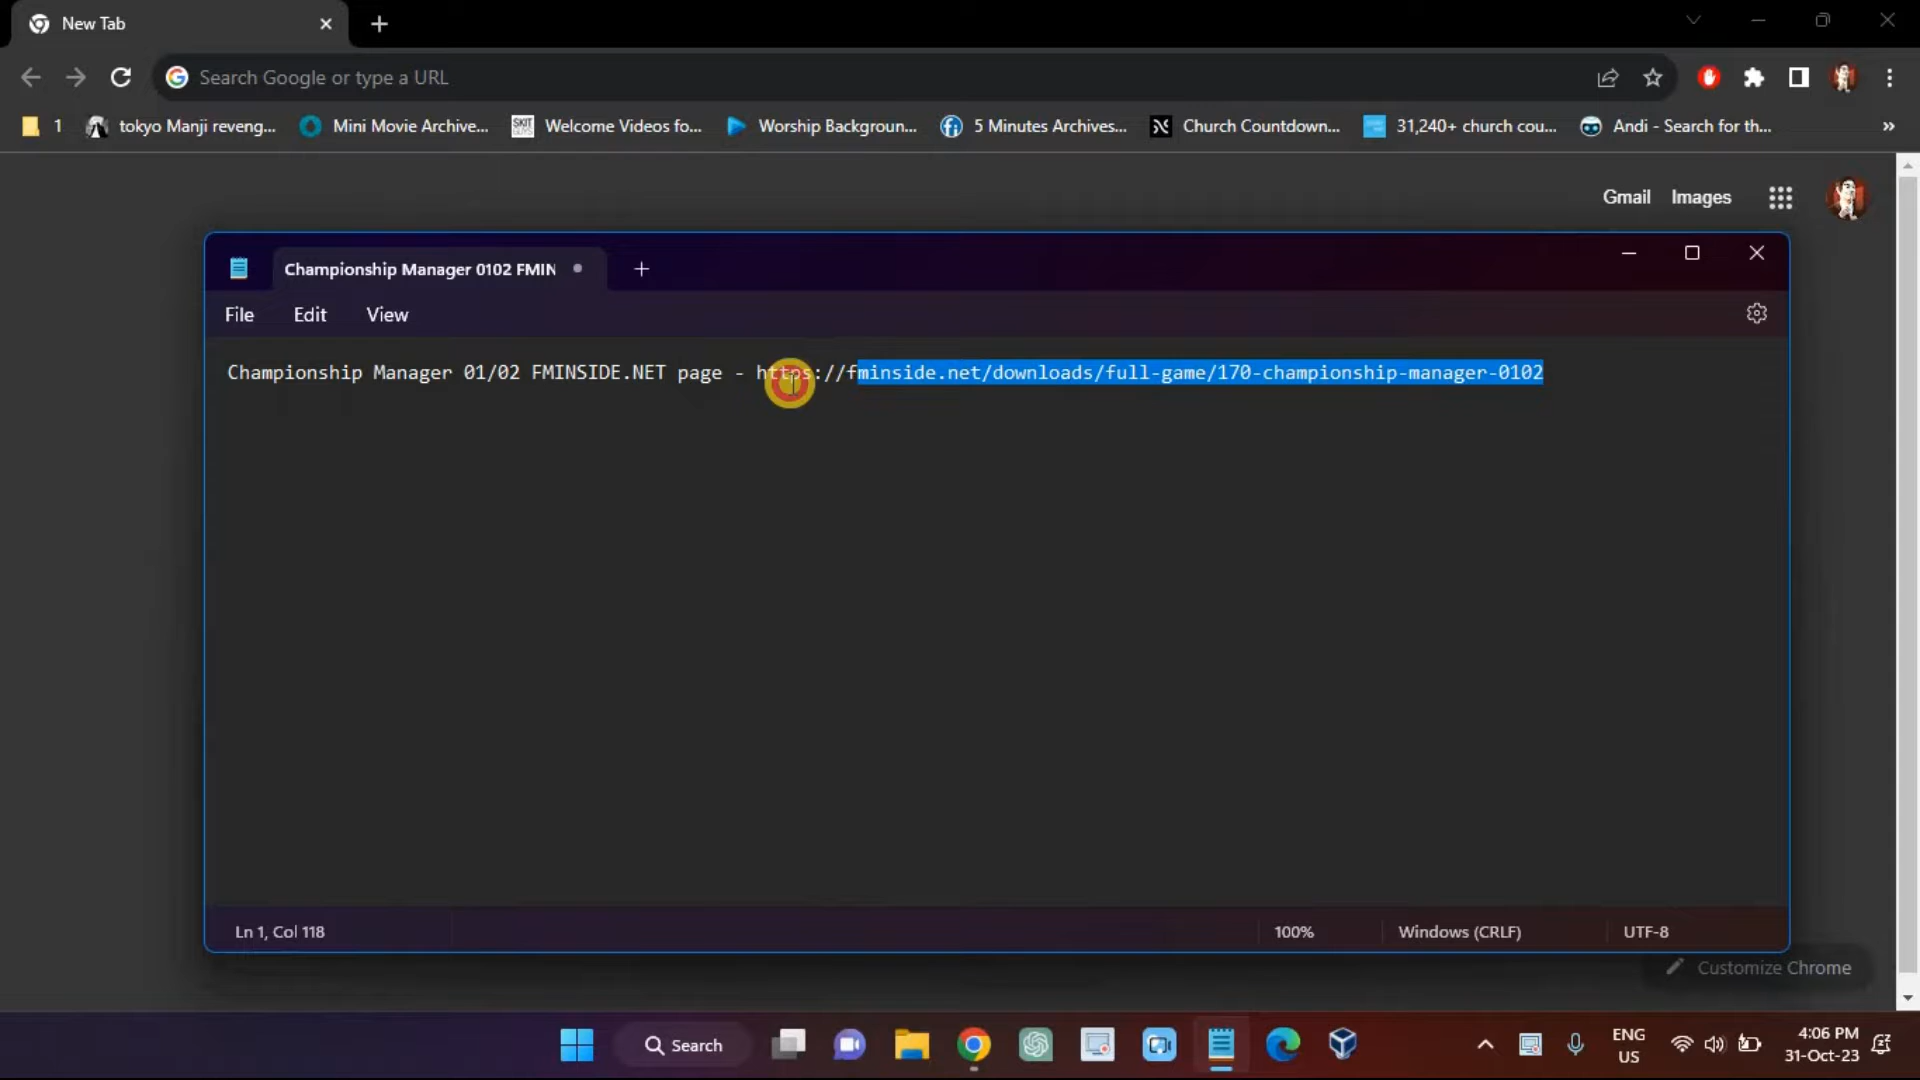 New Tab
Search Google or type a URL
1
tokyo Manji reveng...
Mini Movie Archive...
SKIT GUYS
Welcome Videos fo...
Worship Backgroun...
5 Minutes Archives...
Church Countdown...
31,240+ church cou...
Andi - Search for th...
»
Gmail Images
Championship Manager 0102 FMIN
File Edit View
Championship Manager 01/02 FMINSIDE.NET page - https://fminside.net/downloads/full-game/170-championship-manager-0102
Ln 1, Col 118
100%
Windows (CRLF)
UTF-8
Customize Chrome
Search
ENG
US
4:06 PM
31-Oct-23